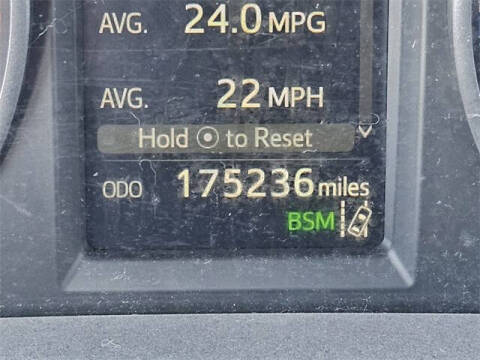 AVG. 24.0 MPG
AVG. 22 MPH
Hold to Reset
ODO 175236 miles
BSM